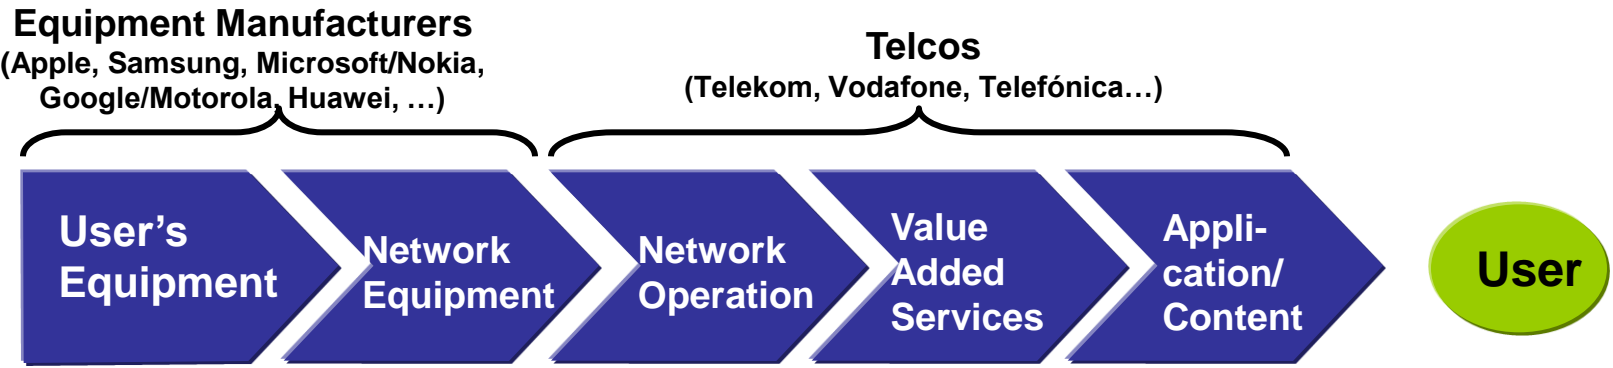 Equipment Manufacturers
(Apple, Samsung, Microsoft/Nokia,
Google/Motorola, Huawei, …)
Telcos
(Telekom, Vodafone, Telefónica…)
User’s
Equipment
Network
Equipment
Network
Operation
Value
Added
Services
Appli-
cation/
Content
User